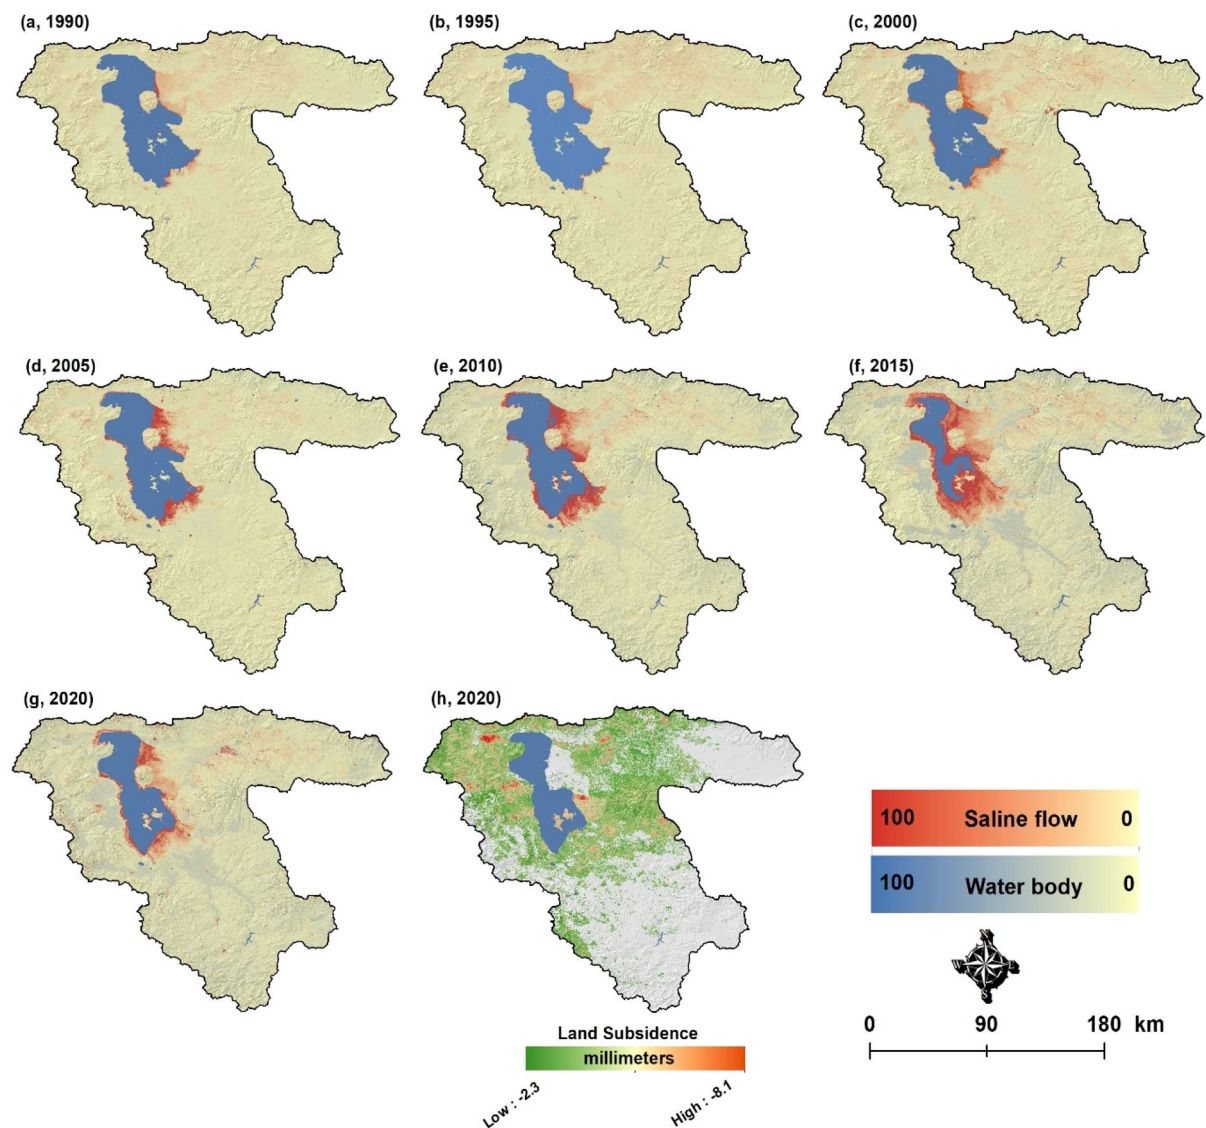 (a, 1990)
(b, 1995)
(c, 2000)
(d, 2005)
(e, 2010)
(f, 2015)
(g, 2020)
(h, 2020)
100 Saline flow 0
100 Water body 0
Land Subsidence
millimeters
Low : -2.3
High : -8.1
0 90 180 km